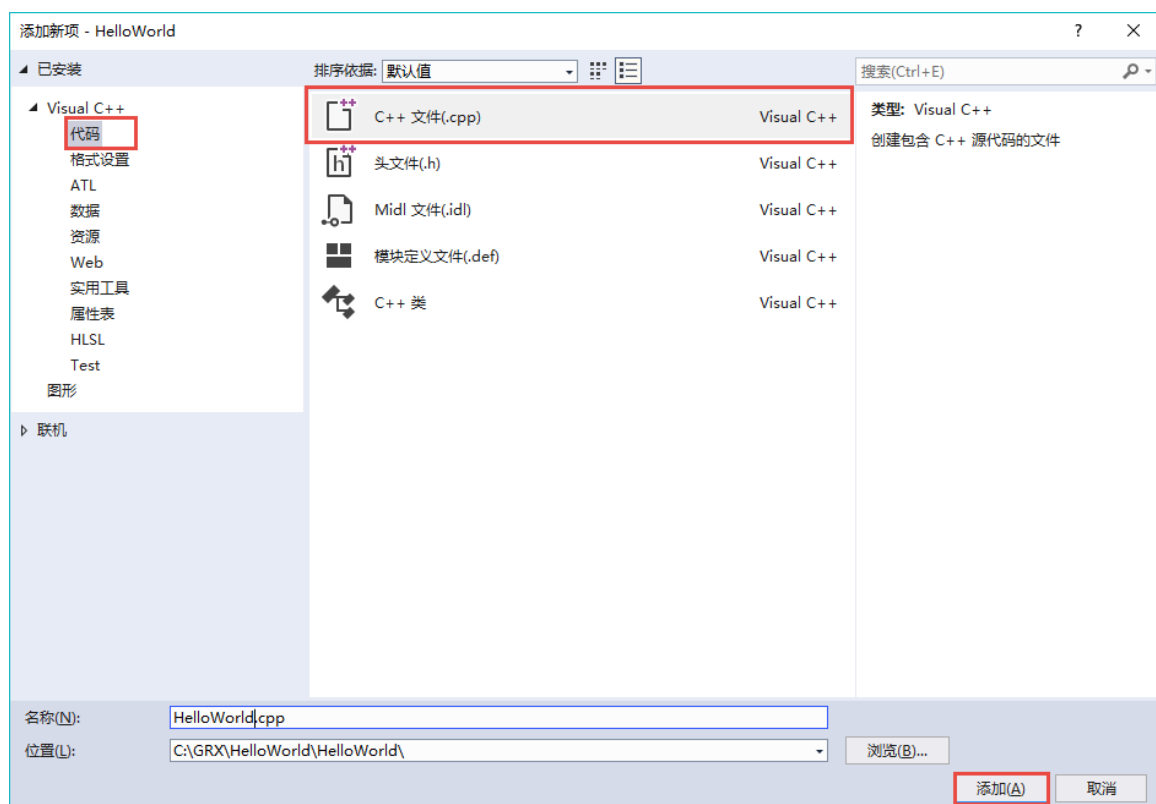 添加新项 - HelloWorld
?
已安装
排序依据: 默认值
搜索(Ctrl+E)
Visual C++
代码
格式设置
ATL
数据
资源
Web
实用工具
属性表
HLSL
Test
图形
联机
C++ 文件(.cpp) Visual C++
头文件(.h) Visual C++
Midl 文件(.idl) Visual C++
模块定义文件(.def) Visual C++
C++ 类 Visual C++
类型: Visual C++
创建包含 C++ 源代码的文件
名称(N): HelloWorld.cpp
位置(L): C:\GRX\HelloWorld\HelloWorld\ 浏览(B)...
添加(A) 取消